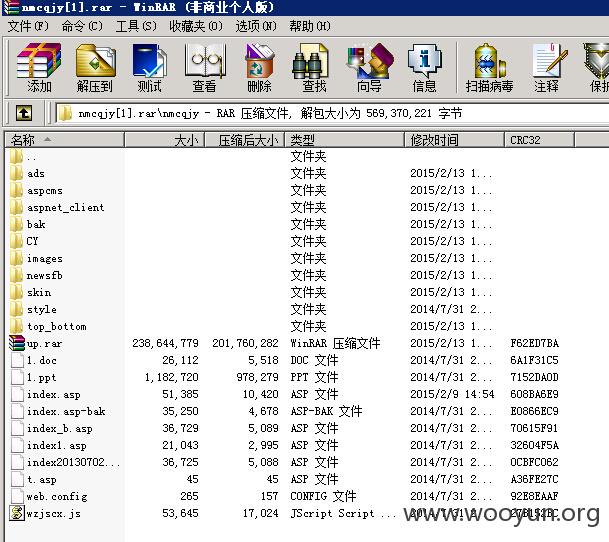 nmcqjy[1].rar - WinRAR (非商业个人版)
文件(F) 命令(C) 工具(S) 收藏夹(O) 选项(N) 帮助(H)
添加 解压到 测试 查看 删除 查找 向导 信息 扫描病毒 注释 保护
nmcqjy[1].rar\nmcqjy - RAR 压缩文件, 解包大小为 569,370,221 字节
名称 大小 压缩后大小 类型 修改时间 CRC32
.. 文件夹
ads 文件夹 2015/2/13 1...
aspcms 文件夹 2015/2/13 1...
aspnet_client 文件夹 2015/2/13 1...
bak 文件夹 2015/2/13 1...
CY 文件夹 2015/2/13 1...
images 文件夹 2015/2/13 1...
newsfb 文件夹 2015/2/13 1...
skin 文件夹 2015/2/13 1...
style 文件夹 2014/7/31 2...
top_bottom 文件夹 2014/7/31 2...
up.rar 238,644,779 201,760,282 WinRAR 压缩文件 2015/2/13 1... F62ED7BA
1.doc 26,112 5,518 DOC 文件 2014/7/31 2... 6A1F31C5
1.ppt 1,182,720 978,279 PPT 文件 2014/7/31 2... 7152DA0D
index.asp 51,385 10,420 ASP 文件 2015/2/9 14:54 608BA6E9
index.asp-bak 35,250 4,678 ASP-BAK 文件 2014/7/31 2... E0866EC9
index_b.asp 36,729 5,089 ASP 文件 2014/7/31 2... 70615F91
index1.asp 21,043 2,995 ASP 文件 2014/7/31 2... 32604F5A
index20130702... 36,725 5,088 ASP 文件 2014/7/31 2... 0CBFC062
t.asp 45 45 ASP 文件 2014/7/31 2... A36FE27C
web.config 265 157 CONFIG 文件 2014/7/31 2... 92E8EAAF
wzjscx.js 53,645 17,024 JScript Script ... 2014/7/31 2...
www.wooyun.org